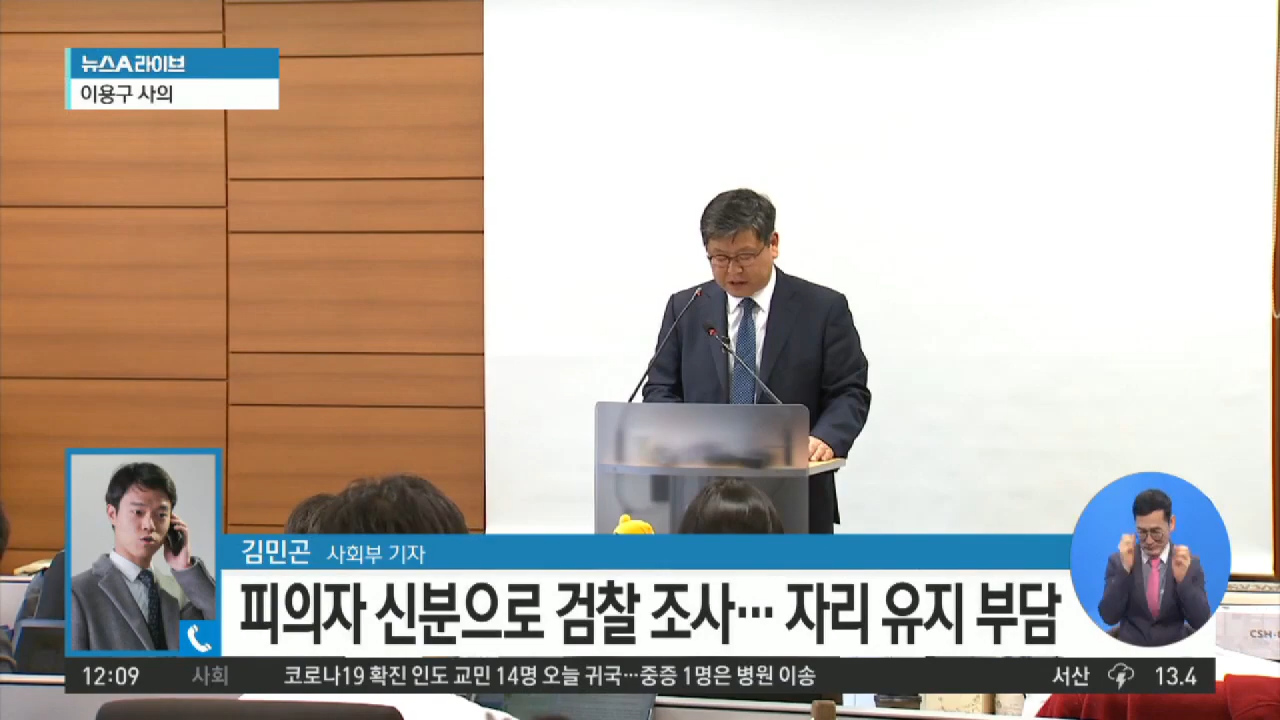 뉴스A 라이브
이용구 사의
김민곤 사회부 기자
피의자 신분으로 검찰 조사… 자리 유지 부담
12:09 사회 코로나19 확진 인도 교민 14명 오늘 귀국…중증 1명은 병원 이송 서산 13.4